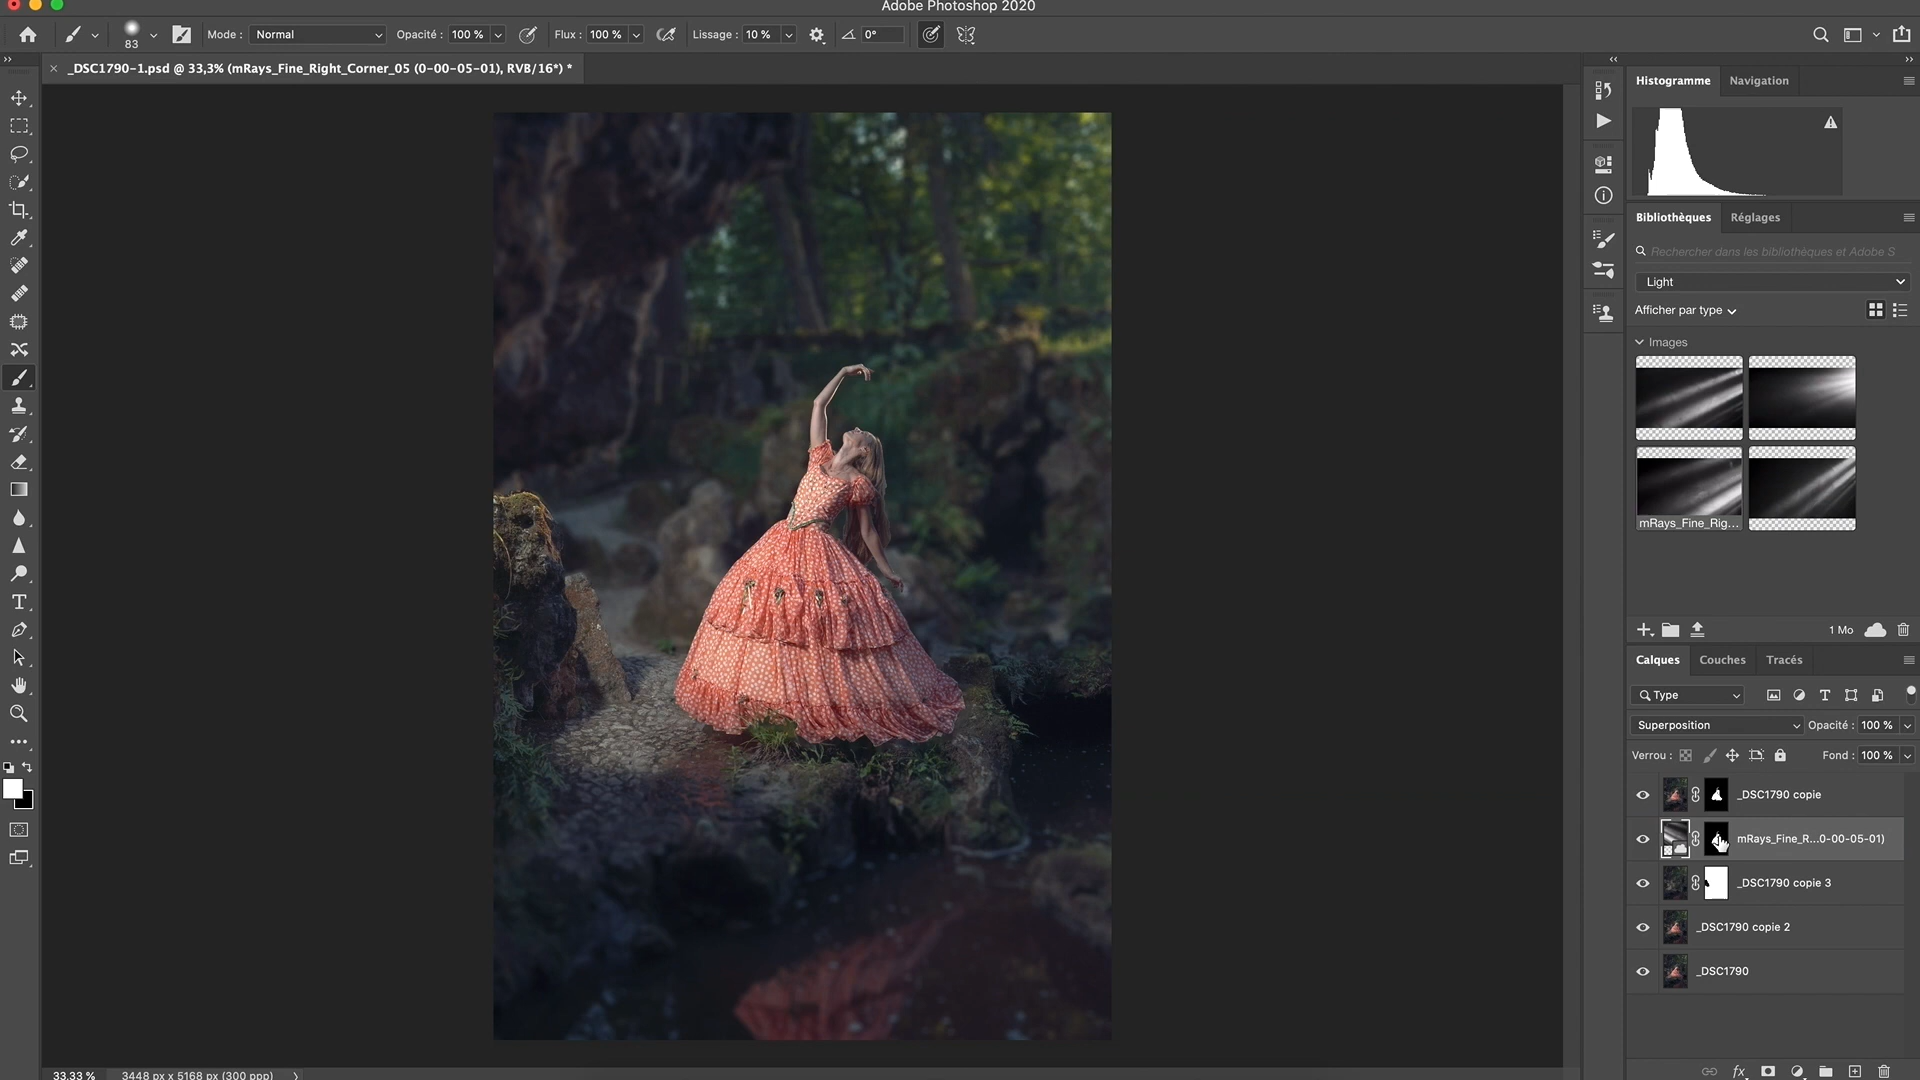 Adobe Photoshop 2020
83
Mode :
Normal
Opacité :
100 %
Flux :
100 %
Lissage :
10 %
0°
_DSC1790-1.psd @ 33,3% (mRays_Fine_Right_Corner_05 (0-00-05-01), RVB/16*) *
Histogramme
Navigation
Bibliothèques
Réglages
Rechercher dans les bibliothèques et Adobe S
Light
Afficher par type
Images
mRays_Fine_Rig...
1 Mo
Calques
Couches
Tracés
Type
Superposition
Opacité :
100 %
Verrou :
Fond :
100 %
_DSC1790 copie
mRays_Fine_R...0-00-05-01)
_DSC1790 copie 3
_DSC1790 copie 2
_DSC1790
33,33 %
3448 px x 5168 px (300 ppp)